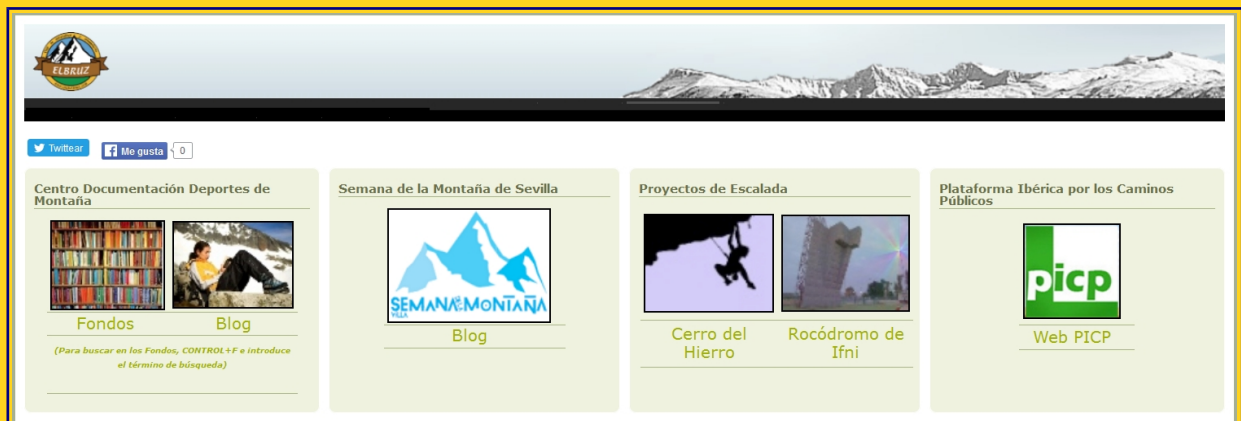 ELBRUZ
Twittear
Me gusta
0
Centro Documentación Deportes de
Montaña
Fondos
Blog
(Para buscar en los Fondos, CONTROL+F e introduce
el término de búsqueda)
Semana de la Montaña de Sevilla
SEMANA
MONTAÑA
Blog
Proyectos de Escalada
Cerro del
Hierro
Rocódromo de
Ifni
Plataforma Ibérica por los Caminos
Públicos
picp
Web PICP